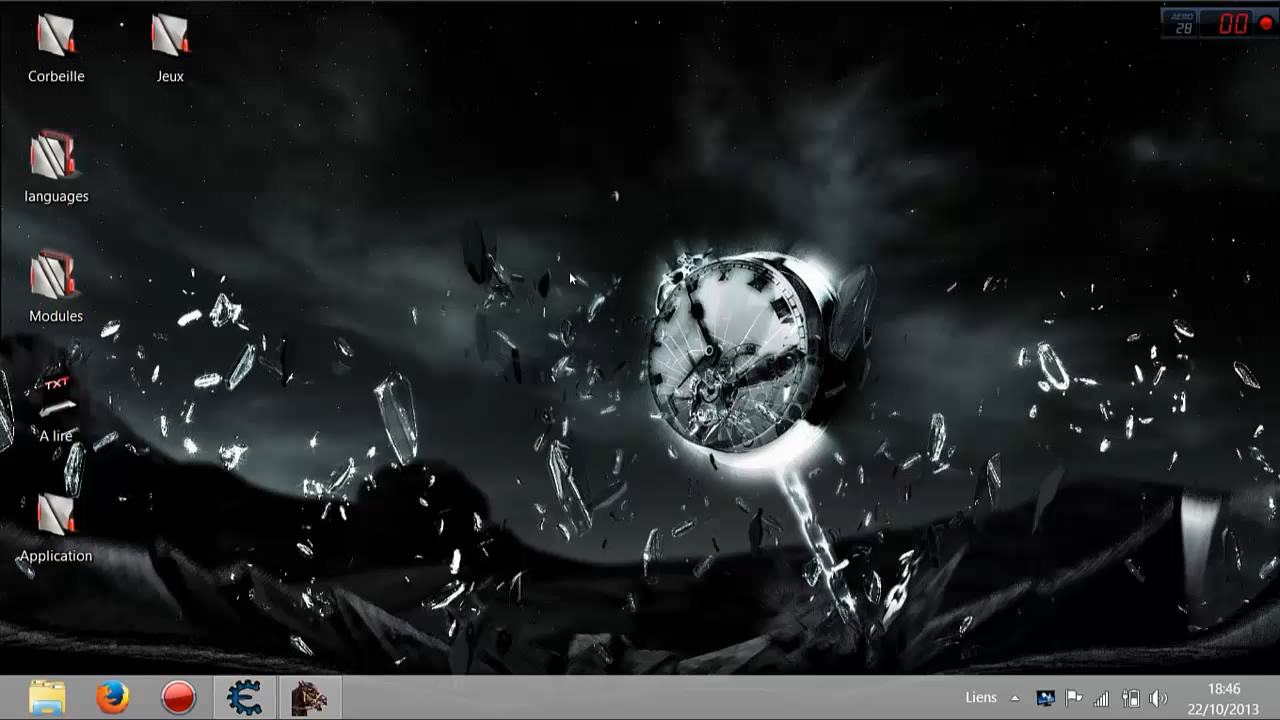 Corbeille
Jeux
AERO
28
00
languages
Modules
TXT
A lire
Application
Liens
18:46
22/10/2013